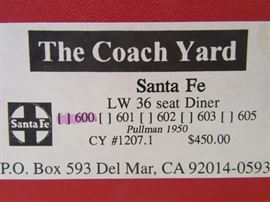 The Coach Yard
Santa Fe
LW 36 seat Diner
Santa Fe
[ ] 600 [ ] 601 [ ] 602 [ ] 603 [ ] 605
Pullman 1950
CY #1207.1 $450.00
P.O. Box 593 Del Mar, CA 92014-0593